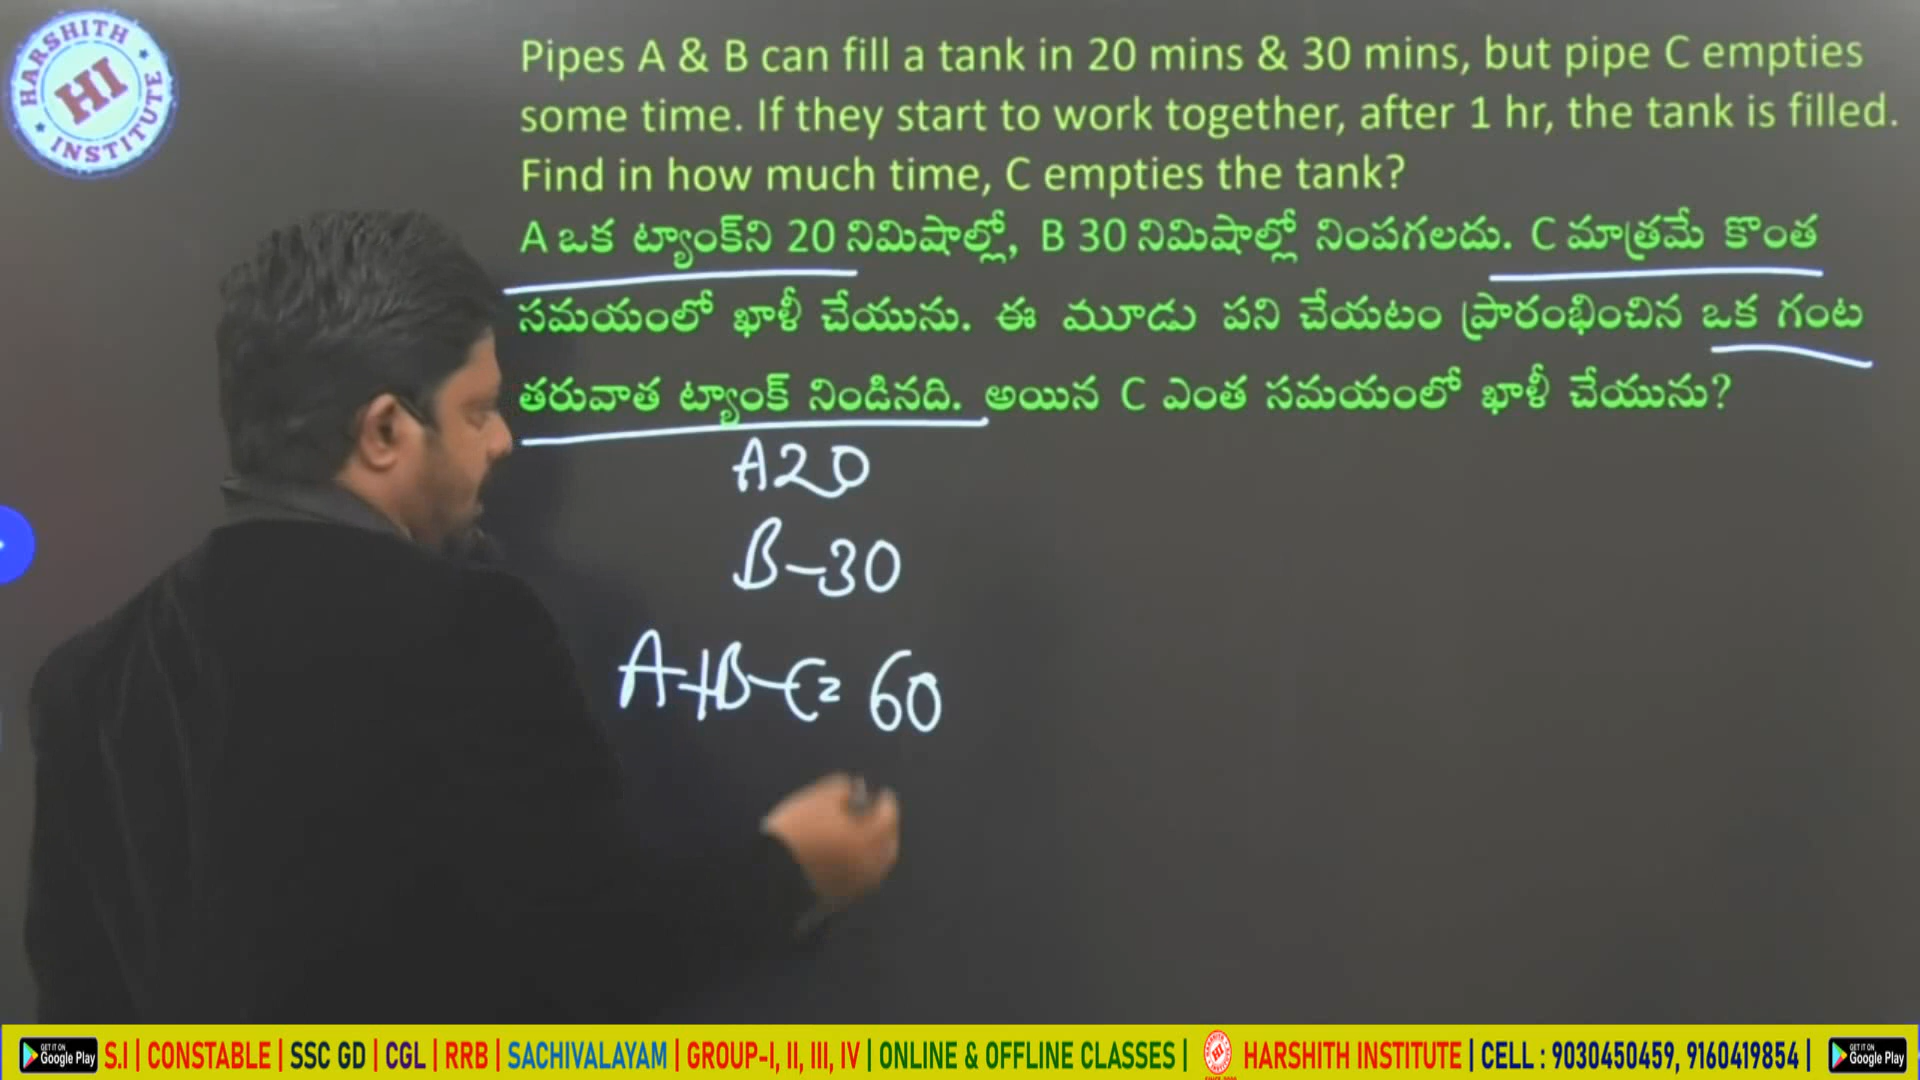 HARSHITH
HI
INSTITUTE
Pipes A & B can fill a tank in 20 mins & 30 mins, but pipe C empties
some time. If they start to work together, after 1 hr, the tank is filled.
Find in how much time, C empties the tank?
A ఒక ట్యాంక్‌ని 20 నిమిషాల్లో, B 30 నిమిషాల్లో నింపగలదు. C మాత్రమే కొంత
సమయంలో ఖాళీ చేయును. ఈ మూడు పని చేయటం ప్రారంభించిన ఒక గంట
తరువాత ట్యాంక్ నిండినది. అయిన C ఎంత సమయంలో ఖాళీ చేయును?
A20
B-30
A+B-C= 60
GET IT ON Google Play S.I | CONSTABLE | SSC GD | CGL | RRB | SACHIVALAYAM | GROUP-I, II, III, IV | ONLINE & OFFLINE CLASSES | HARSHITH INSTITUTE | CELL : 9030450459, 9160419854 | GET IT ON Google Play